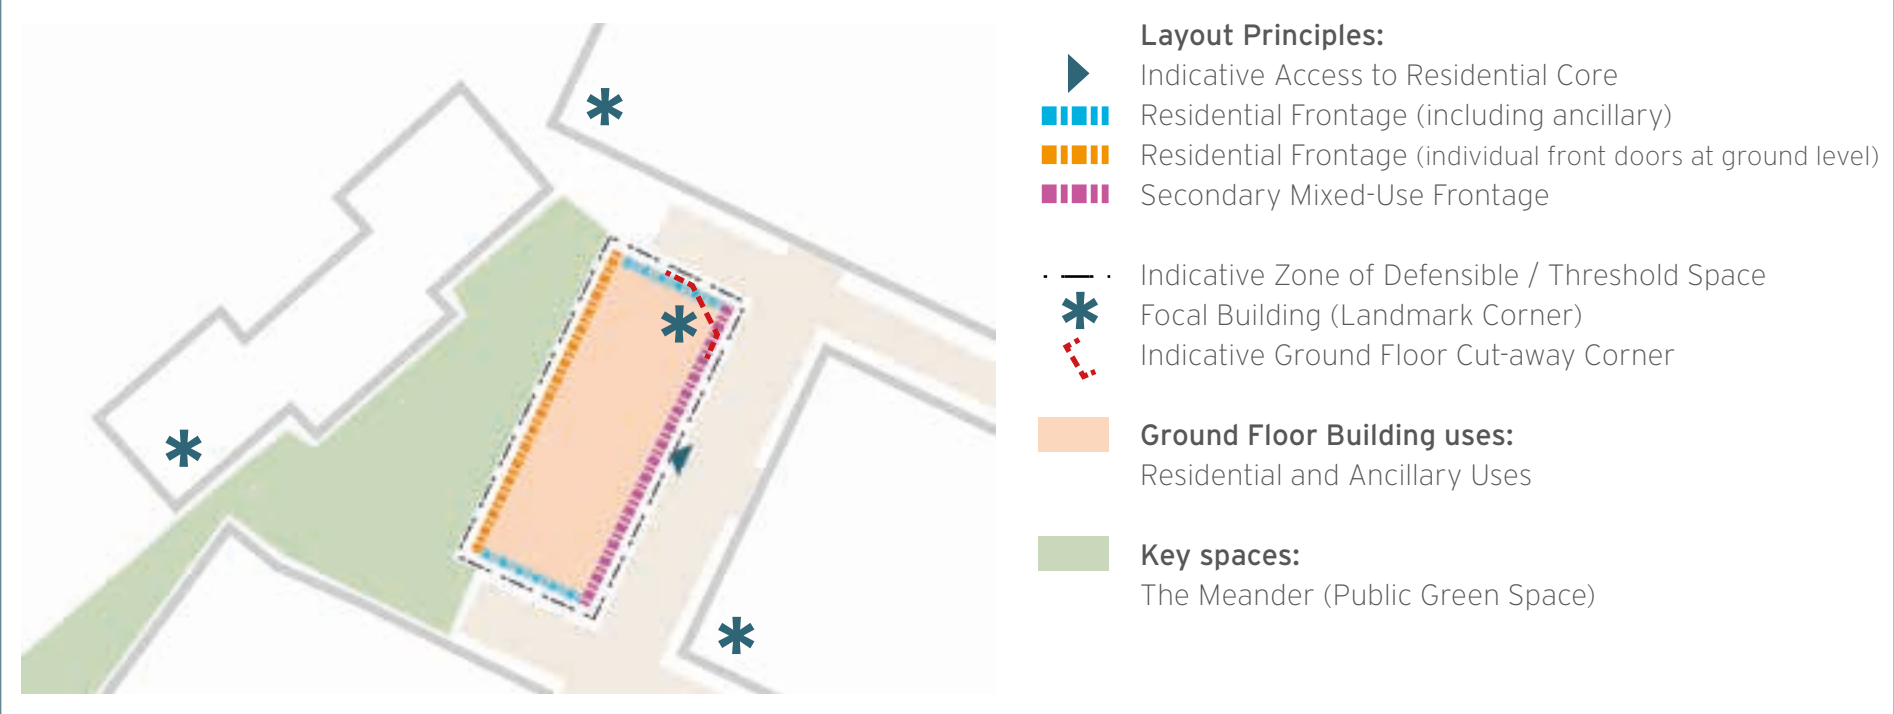 Layout Principles:
Indicative Access to Residential Core
Residential Frontage (including ancillary)
Residential Frontage (individual front doors at ground level)
Secondary Mixed-Use Frontage
Indicative Zone of Defensible / Threshold Space
Focal Building (Landmark Corner)
Indicative Ground Floor Cut-away Corner
Ground Floor Building uses:
Residential and Ancillary Uses
Key spaces:
The Meander (Public Green Space)